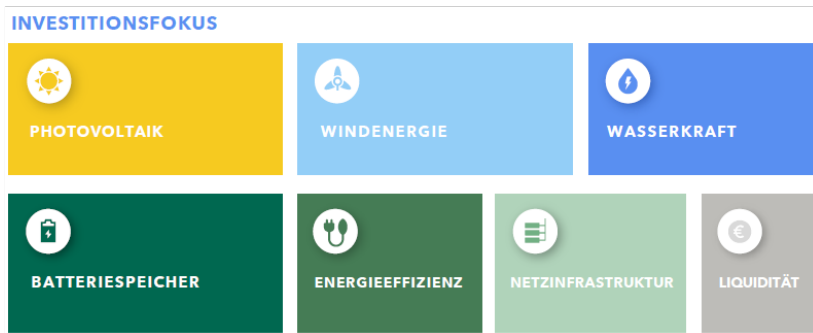 INVESTITIONSFOKUS
PHOTOVOLTAIK
WINDENERGIE
WASSERKRAFT
BATTERIESPEICHER
ENERGIEEFFIZIENZ
NETZINFRASTRUKTUR
LIQUIDITÄT
€